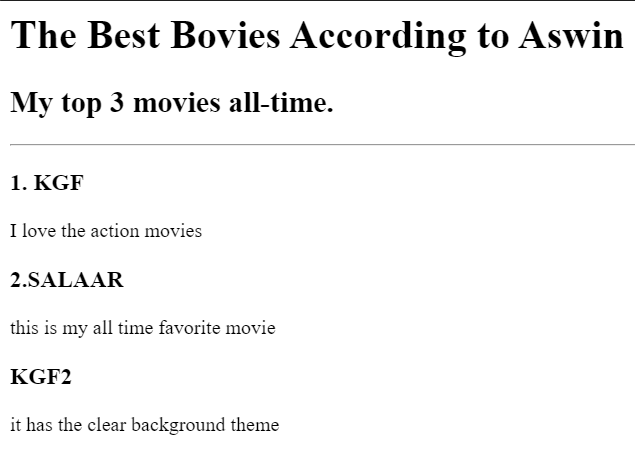 The Best Bovies According to Aswin
My top 3 movies all-time.
1. KGF
I love the action movies
2.SALAAR
this is my all time favorite movie
KGF2
it has the clear background theme